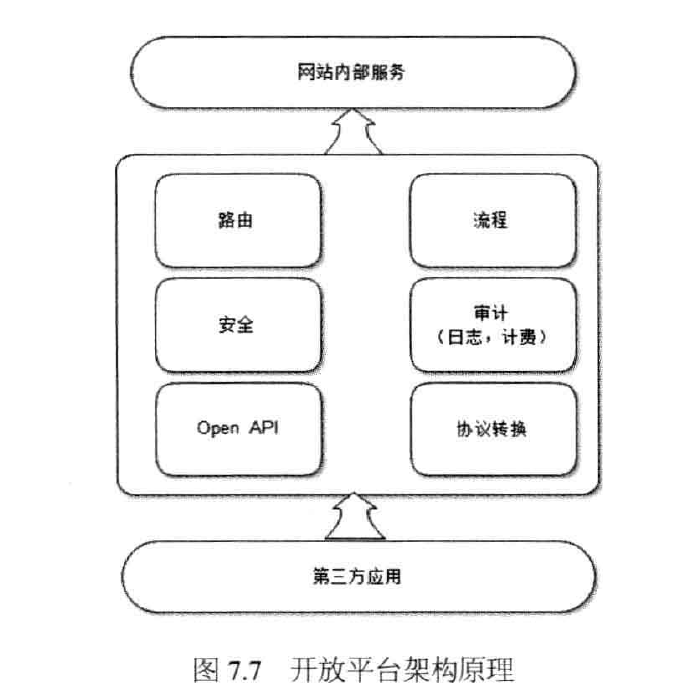 网站内部服务
路由
流程
安全
审计
（日志，计费）
Open API
协议转换
第三方应用
图 7.7 开放平台架构原理